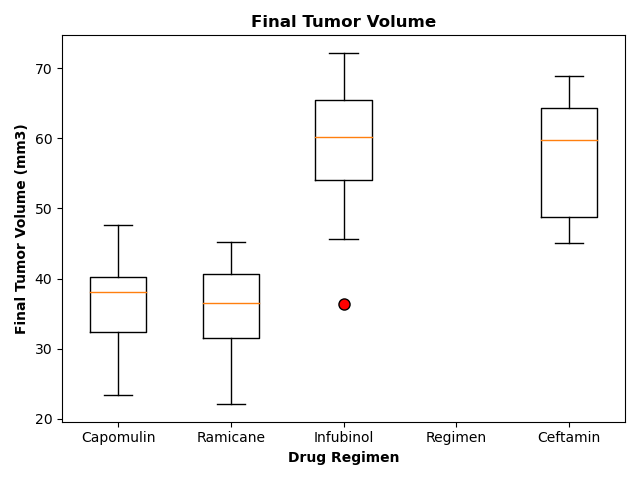 Final Tumor Volume
Final Tumor Volume (mm3)
70
60
50
40
30
20
Capomulin Ramicane Infubinol Regimen Ceftamin
Drug Regimen